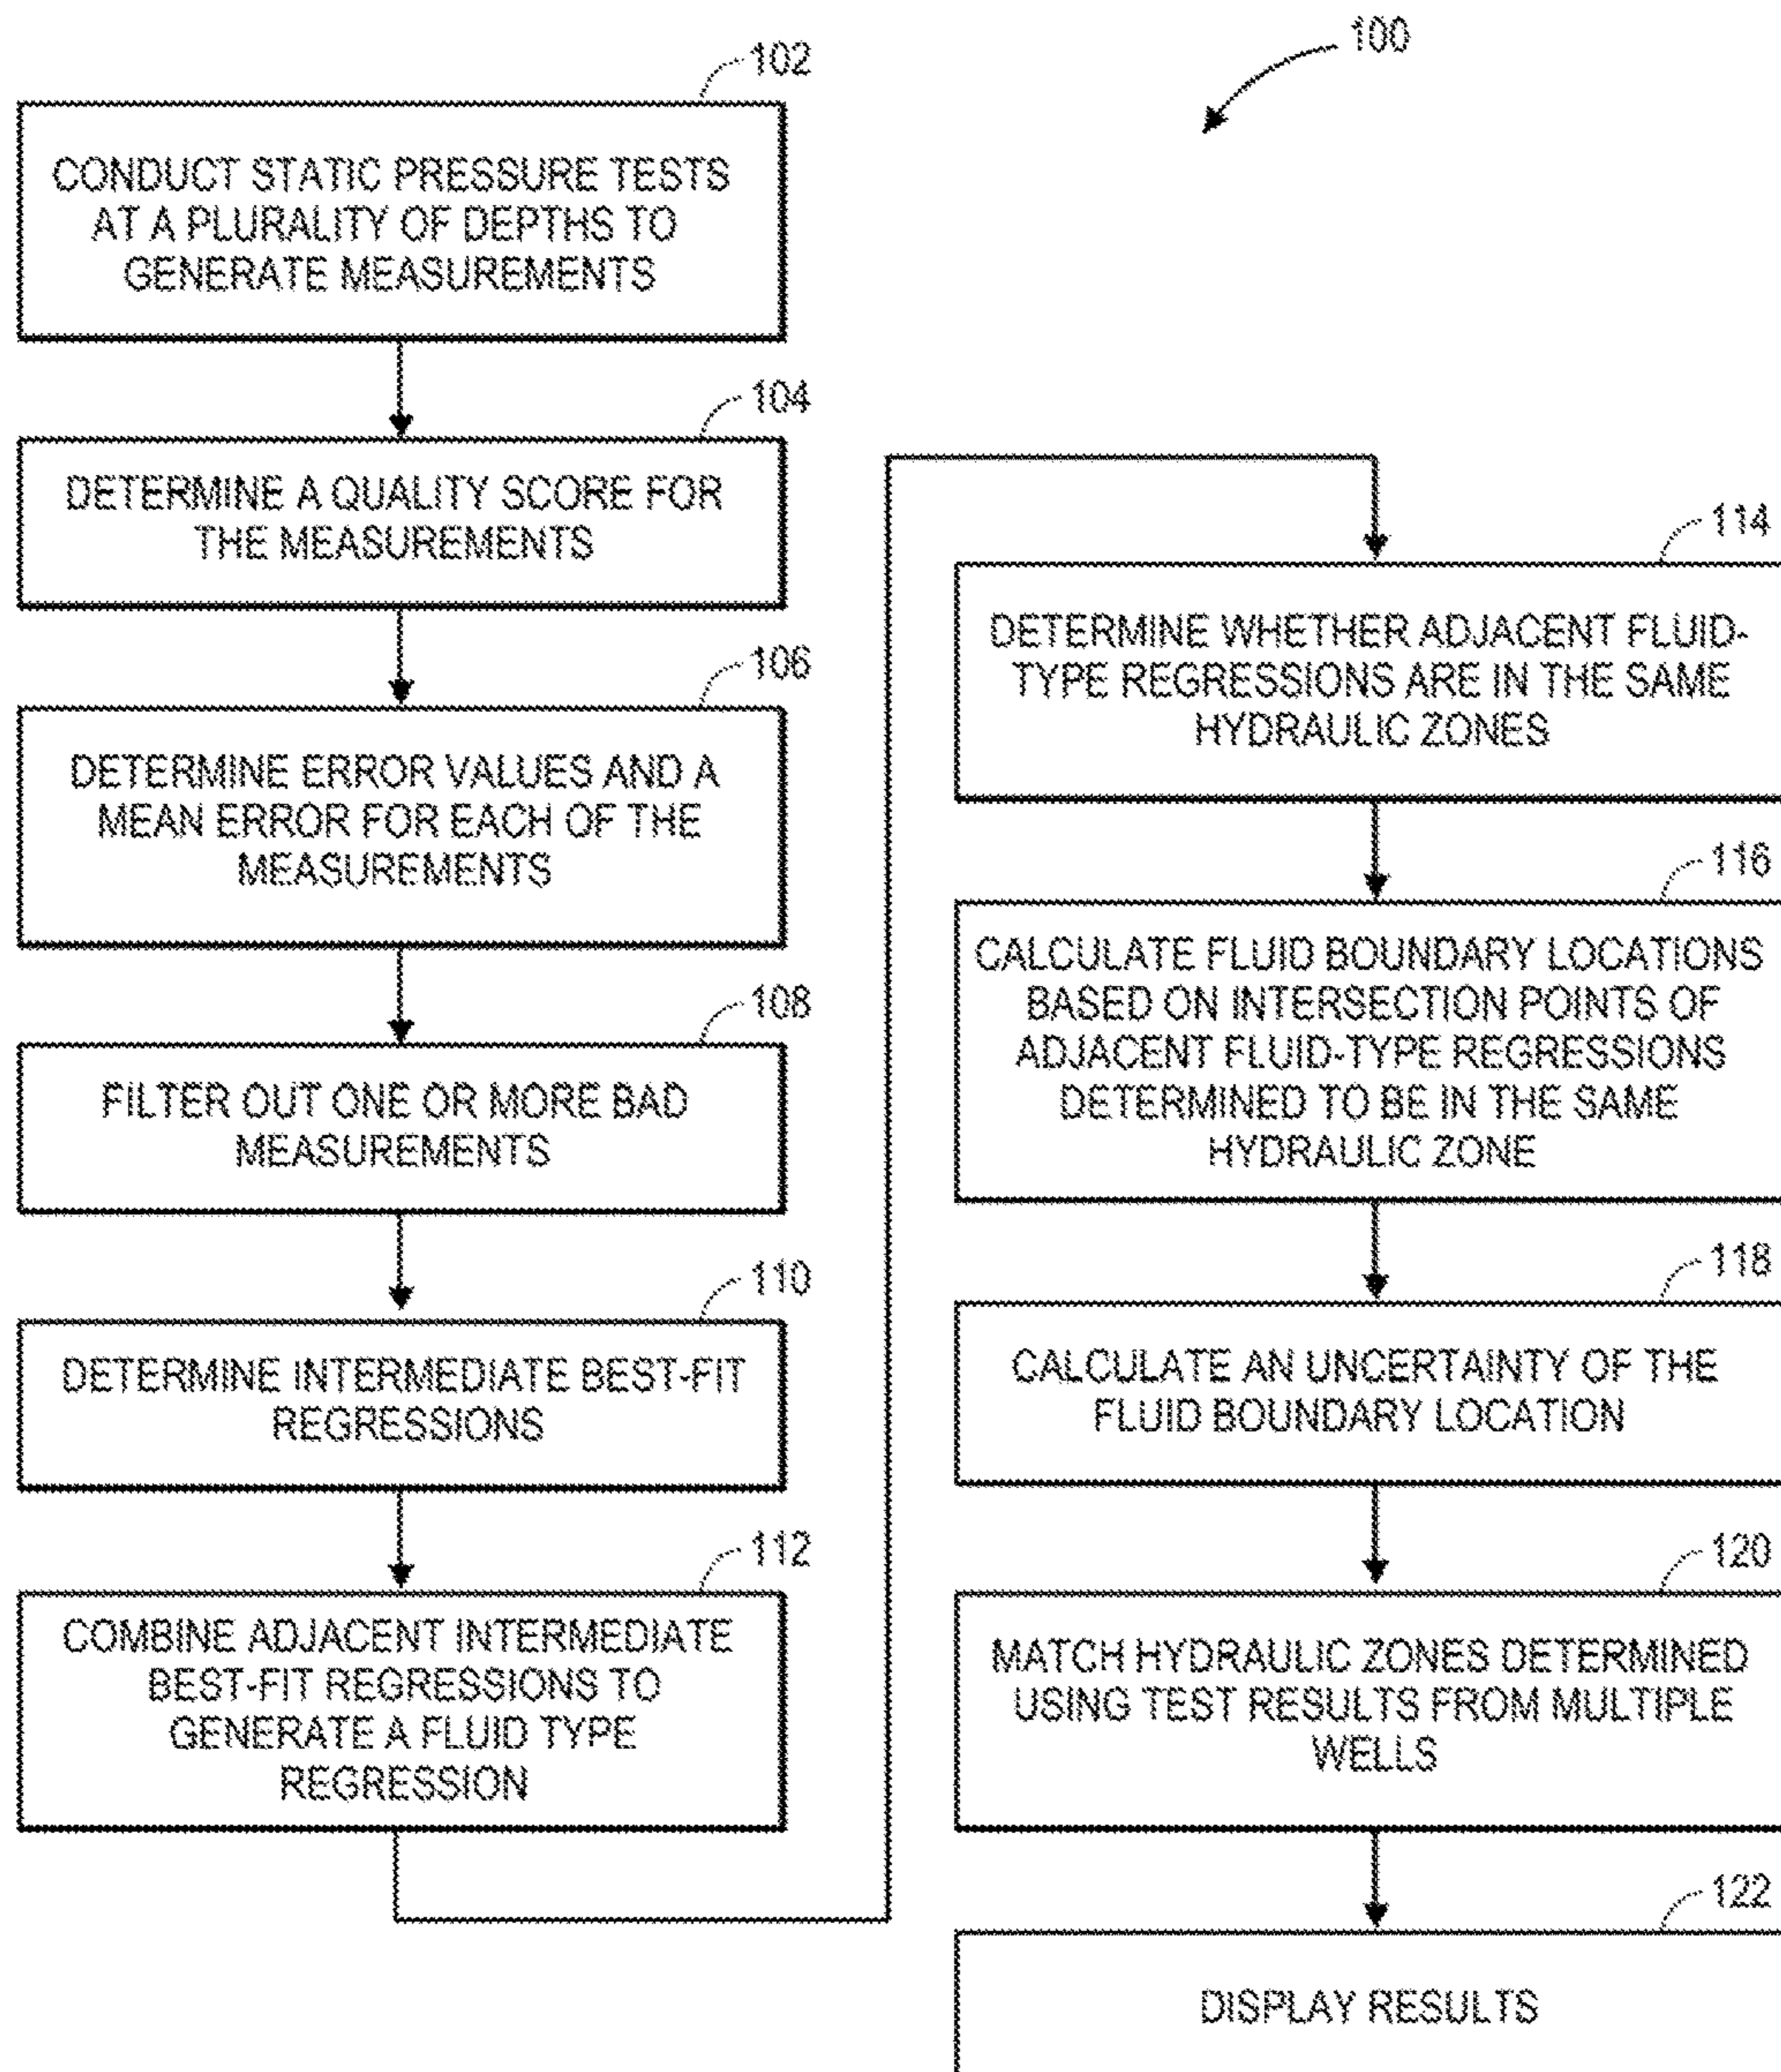 100
102
CONDUCT STATIC PRESSURE TESTS
AT A PLURALITY OF DEPTHS TO
GENERATE MEASUREMENTS
104
DETERMINE A QUALITY SCORE FOR
THE MEASUREMENTS
106
DETERMINE ERROR VALUES AND A
MEAN ERROR FOR EACH OF THE
MEASUREMENTS
108
FILTER OUT ONE OR MORE BAD
MEASUREMENTS
110
DETERMINE INTERMEDIATE BEST-FIT
REGRESSIONS
112
COMBINE ADJACENT INTERMEDIATE
BEST-FIT REGRESSIONS TO
GENERATE A FLUID TYPE
REGRESSION
114
DETERMINE WHETHER ADJACENT FLUID-
TYPE REGRESSIONS ARE IN THE SAME
HYDRAULIC ZONES
116
CALCULATE FLUID BOUNDARY LOCATIONS
BASED ON INTERSECTION POINTS OF
ADJACENT FLUID-TYPE REGRESSIONS
DETERMINED TO BE IN THE SAME
HYDRAULIC ZONE
118
CALCULATE AN UNCERTAINTY OF THE
FLUID BOUNDARY LOCATION
120
MATCH HYDRAULIC ZONES DETERMINED
USING TEST RESULTS FROM MULTIPLE
WELLS
122
DISPLAY RESULTS